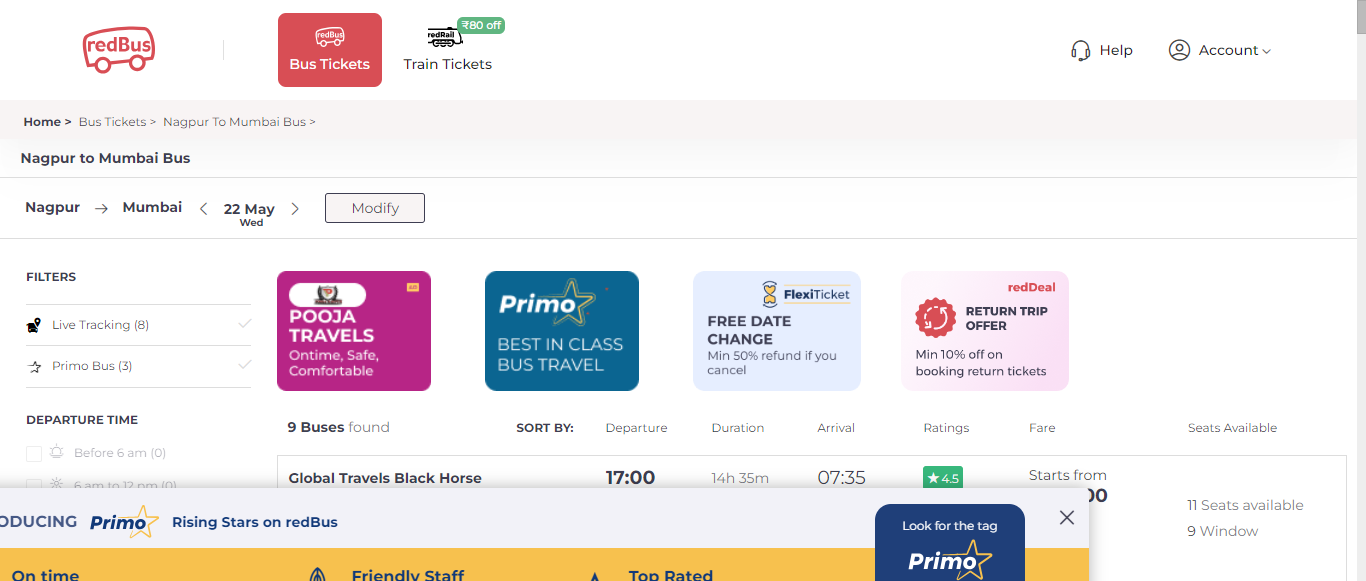 redBus
redBus
Bus Tickets
redRail
₹80 off
Train Tickets
Help
Account
Home > Bus Tickets > Nagpur To Mumbai Bus >
Nagpur to Mumbai Bus
Nagpur → Mumbai < 22 May >
Wed
Modify
FILTERS
Live Tracking (8)
Primo Bus (3)
DEPARTURE TIME
Before 6 am (0)
6 am to 12 pm (0)
AD
POOJA
TRAVELS
Ontime, Safe,
Comfortable
Primo
BEST IN CLASS
BUS TRAVEL
FlexiTicket
FREE DATE
CHANGE
Min 50% refund if you
cancel
redDeal
RETURN TRIP
OFFER
Min 10% off on
booking return tickets
9 Buses found
SORT BY: Departure Duration Arrival Ratings Fare Seats Available
Global Travels Black Horse 17:00 14h 35m 07:35 ★ 4.5 Starts from
00
11 Seats available
9 Window
ODUCING Primo Rising Stars on redBus
Look for the tag
Primo
On time
Friendly Staff
Top Rated